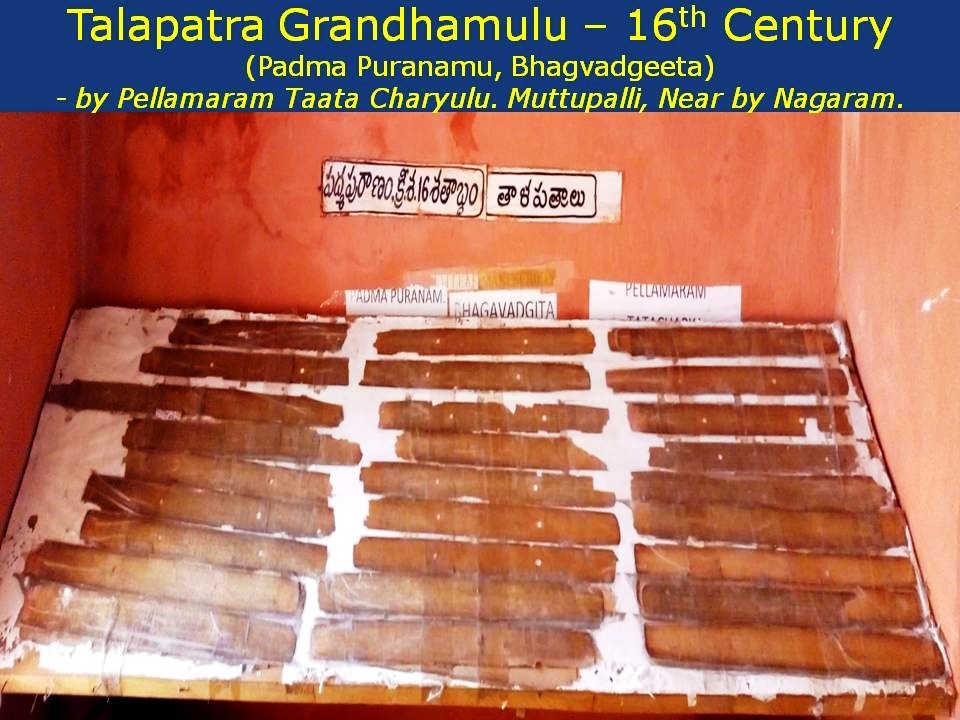 Talapatra Grandhamulu – 16th Century
(Padma Puranamu, Bhagvadgeeta)
- by Pellamaram Taata Charyulu. Muttupalli, Near by Nagaram.
పద్మపురాణం,క్రీ.శ.16శతాబ్దం
తాళపత్రాలు
PADMA PURANAM.
BHAGAVADGITA
PELLAMARAM